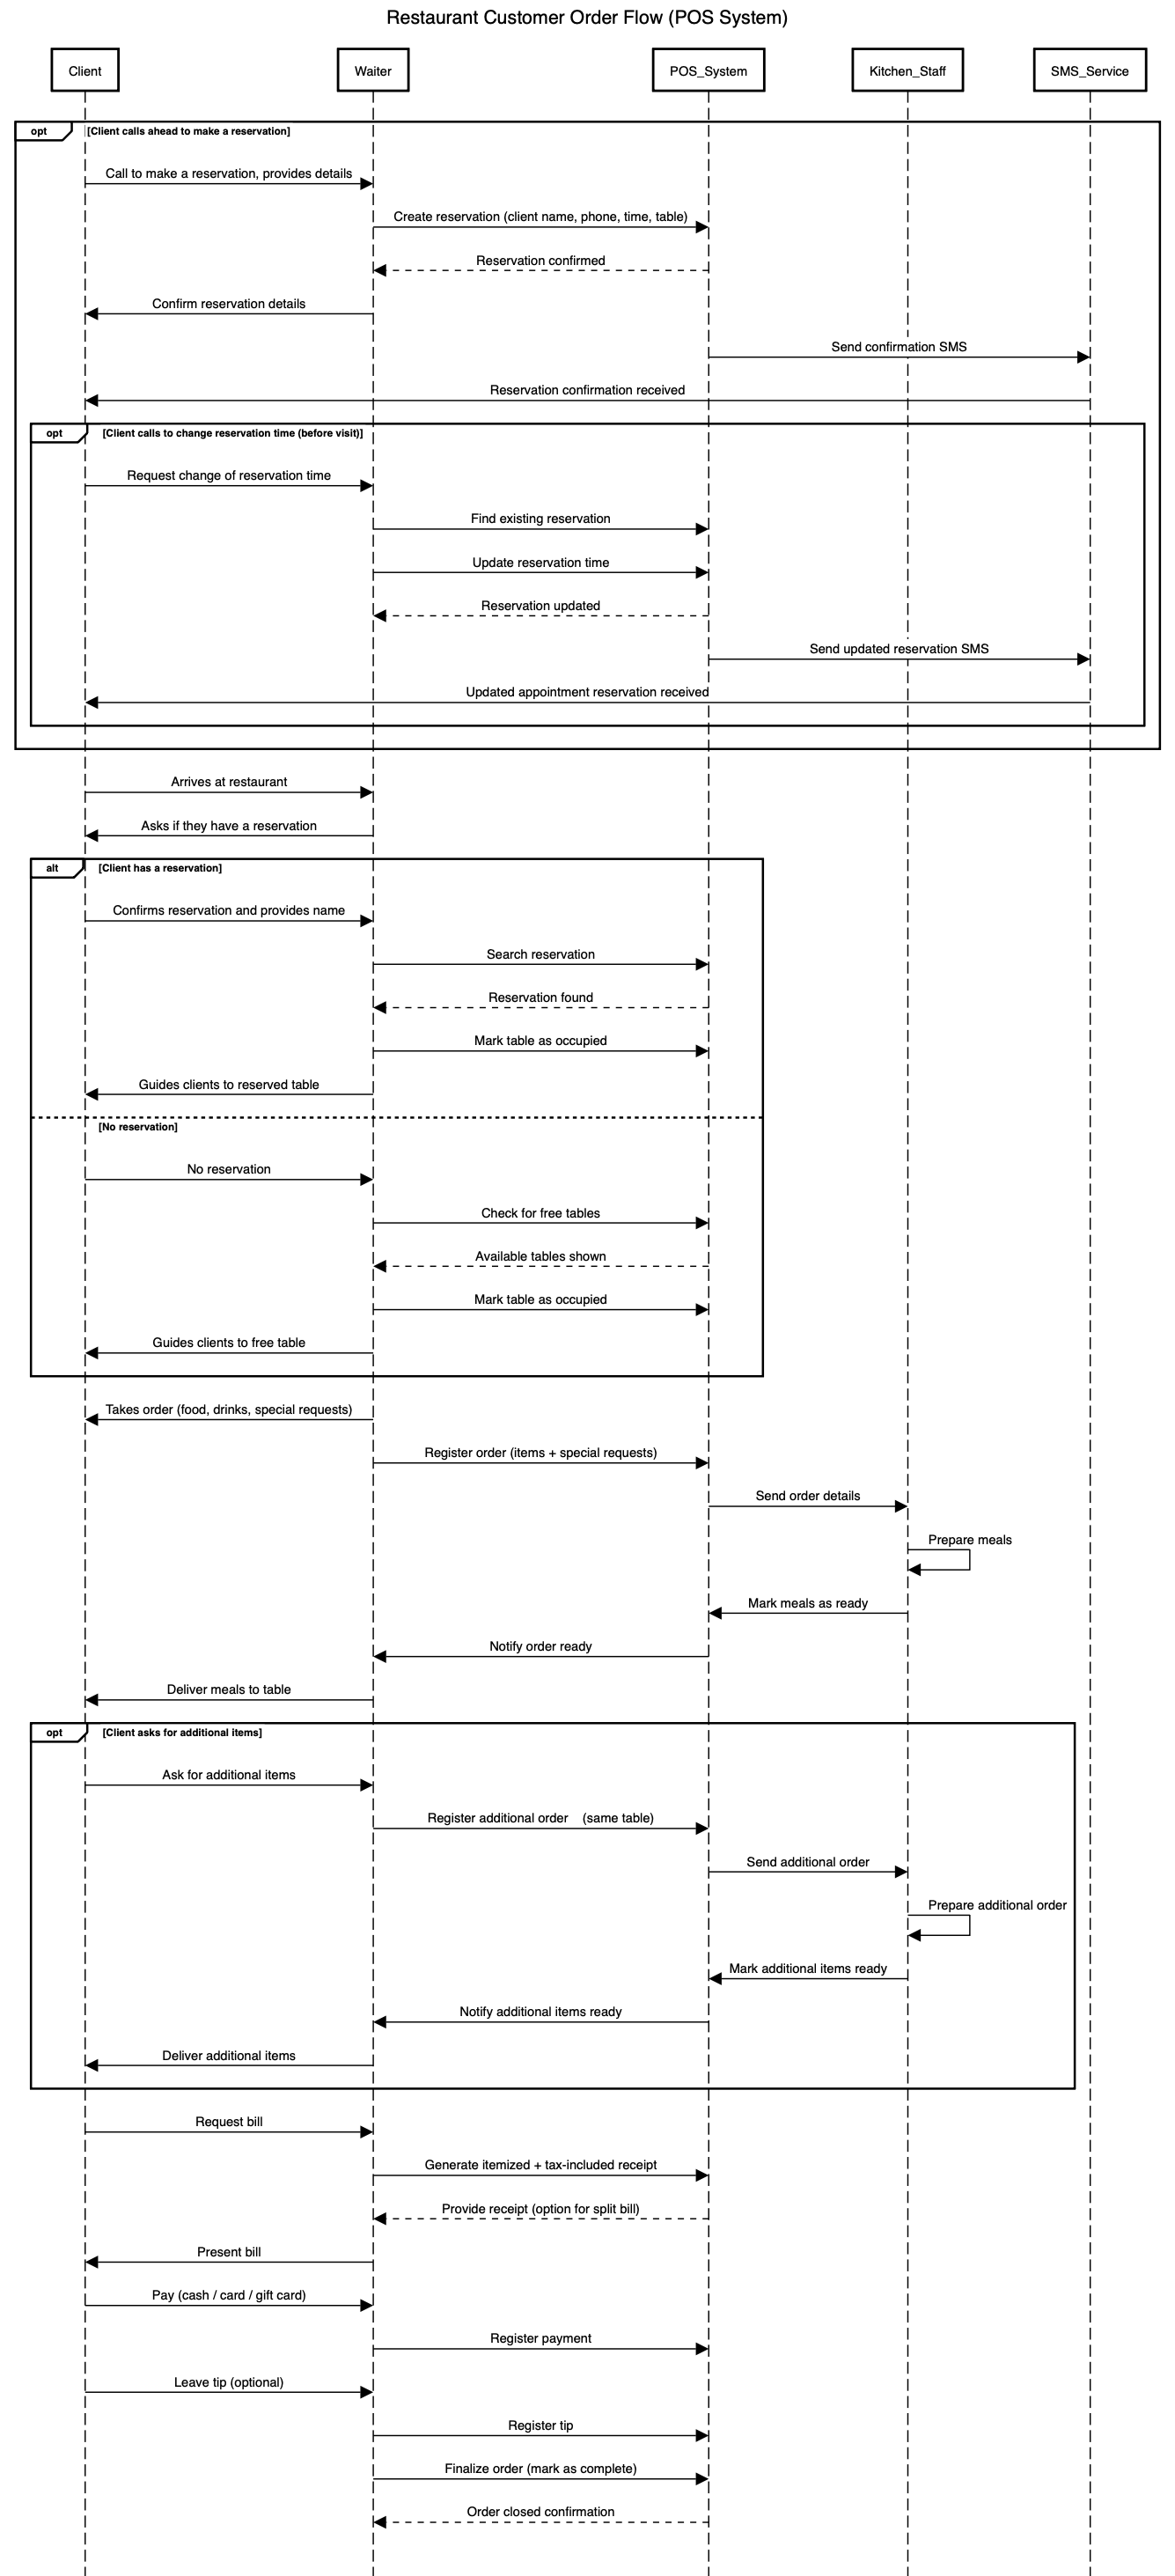 Restaurant Customer Order Flow (POS System)
Client
Waiter
POS_System
Kitchen_Staff
SMS_Service
opt
[Client calls ahead to make a reservation]
Call to make a reservation, provides details
Create reservation (client name, phone, time, table)
Reservation confirmed
Confirm reservation details
Send confirmation SMS
Reservation confirmation received
opt
[Client calls to change reservation time (before visit)]
Request change of reservation time
Find existing reservation
Update reservation time
Reservation updated
Send updated reservation SMS
Updated appointment reservation received
Arrives at restaurant
Asks if they have a reservation
alt
[Client has a reservation]
Confirms reservation and provides name
Search reservation
Reservation found
Mark table as occupied
Guides clients to reserved table
[No reservation]
No reservation
Check for free tables
Available tables shown
Mark table as occupied
Guides clients to free table
Takes order (food, drinks, special requests)
Register order (items + special requests)
Send order details
Prepare meals
Mark meals as ready
Notify order ready
Deliver meals to table
opt
[Client asks for additional items]
Ask for additional items
Register additional order (same table)
Send additional order
Prepare additional order
Mark additional items ready
Notify additional items ready
Deliver additional items
Request bill
Generate itemized + tax-included receipt
Provide receipt (option for split bill)
Present bill
Pay (cash / card / gift card)
Register payment
Leave tip (optional)
Register tip
Finalize order (mark as complete)
Order closed confirmation